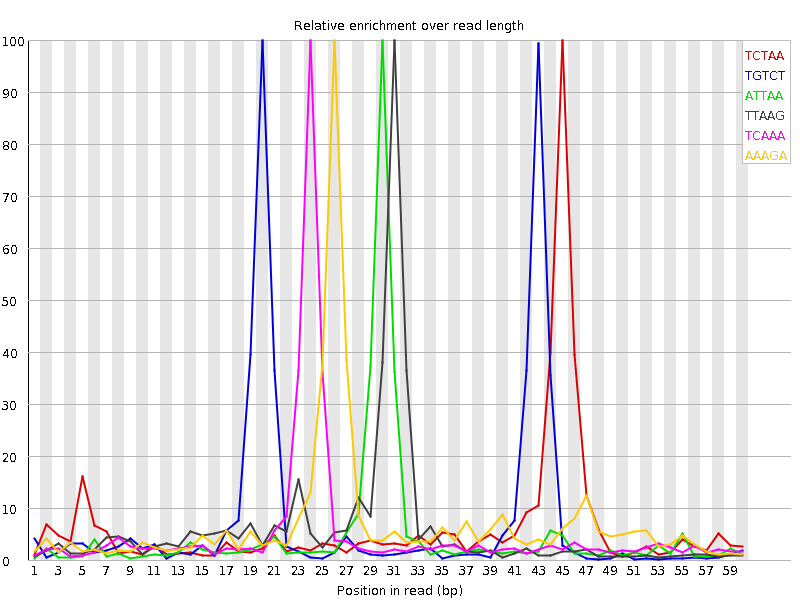 Relative enrichment over read length
100
90
80
70
60
50
40
30
20
10
0
TCTAA
TGTCT
ATTAA
TTAAG
TCAAA
AAAGA
1 3 5 7 9 11 13 15 17 19 21 23 25 27 29 31 33 35 37 39 41 43 45 47 49 51 53 55 57 59
Position in read (bp)